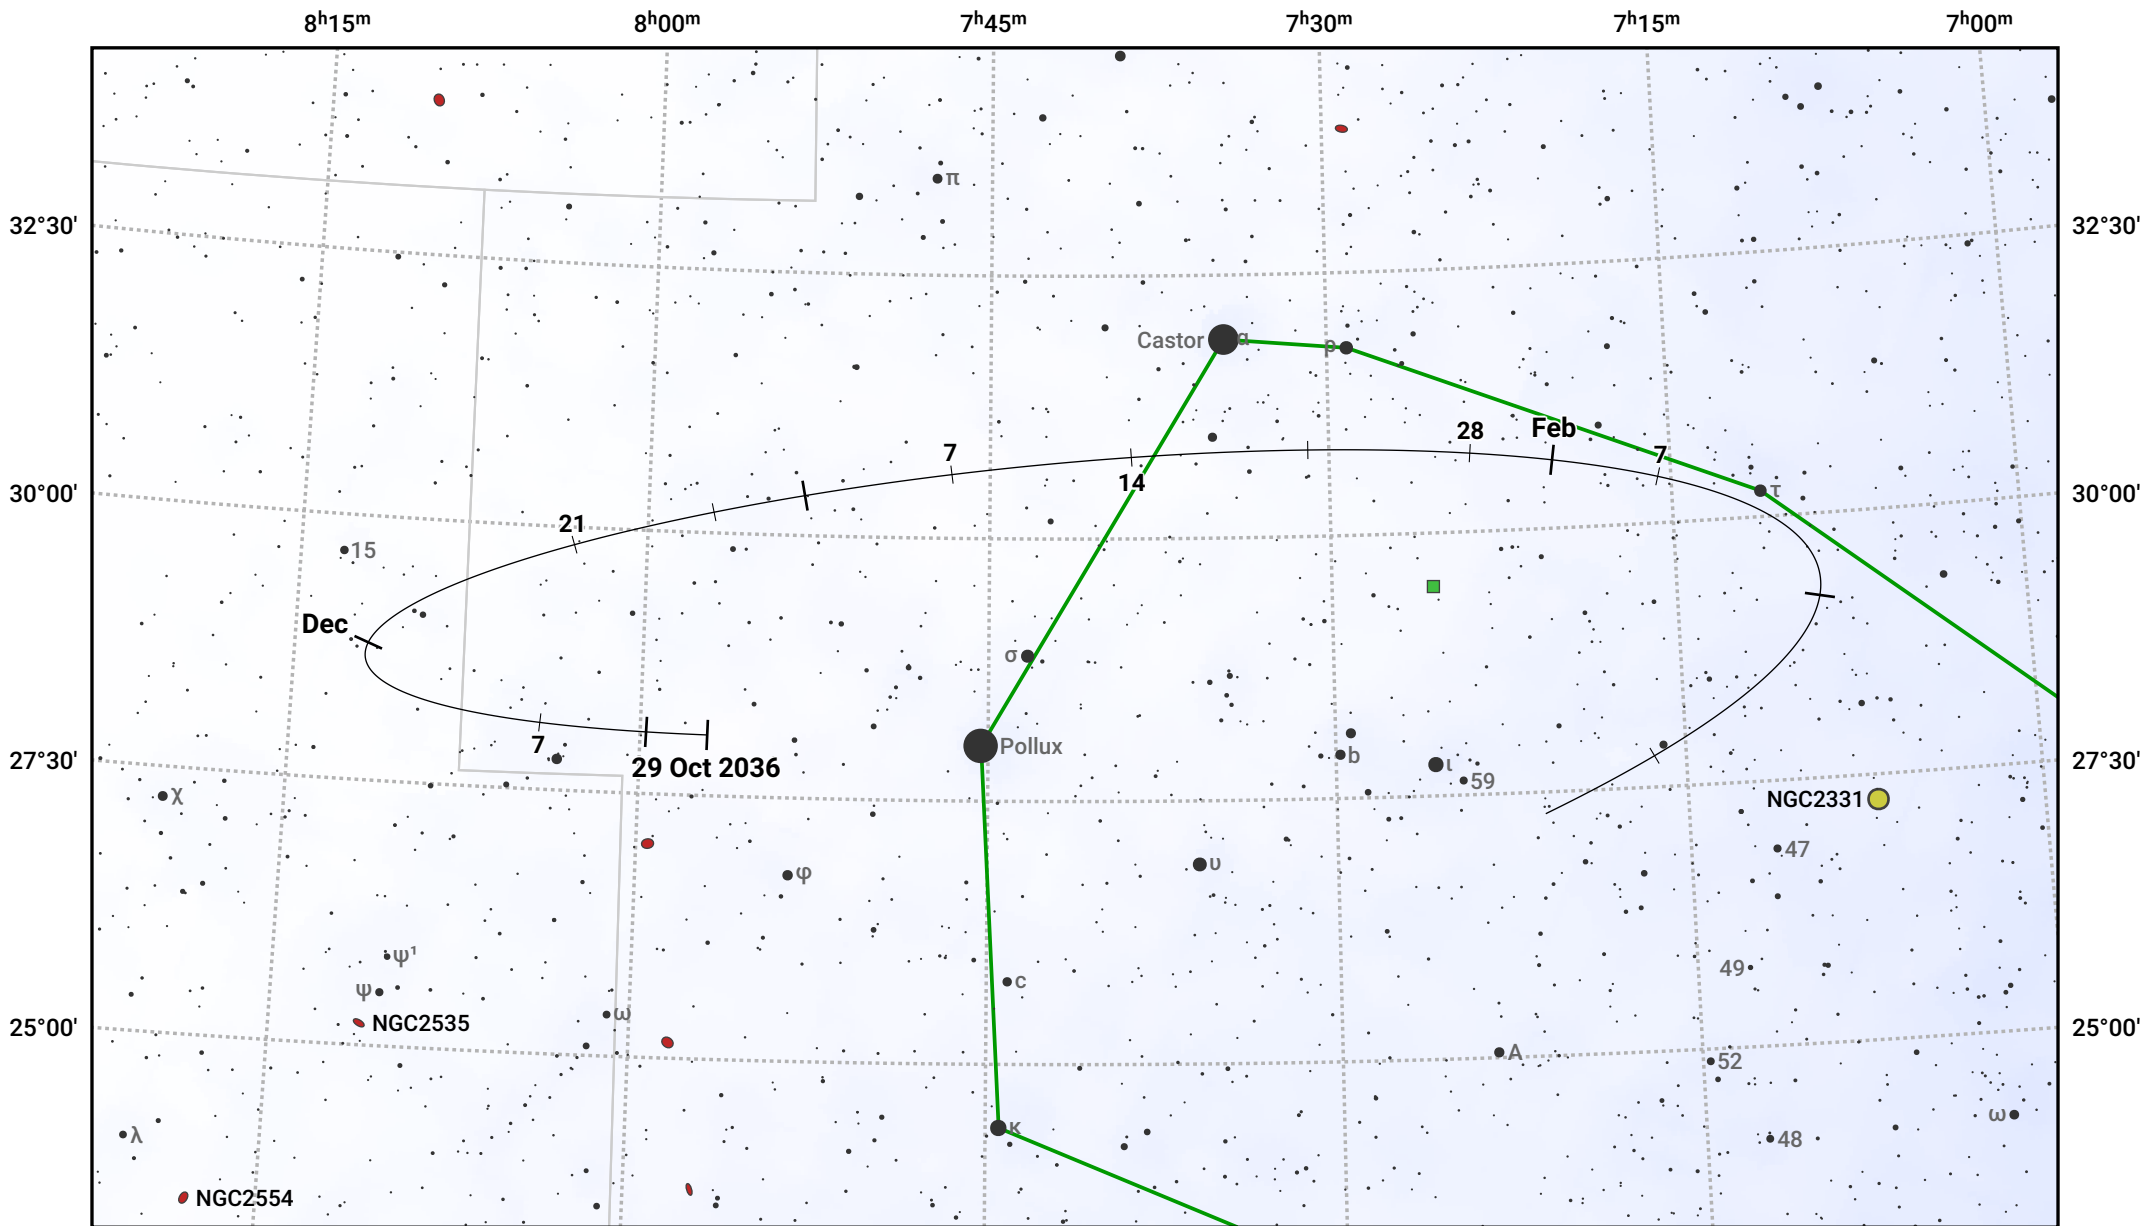 8h15m 8h00m 7h45m 7h30m 7h15m 7h00m
π
32°30' 32°30'
Castor α ρ
28 Feb
7 7
14
30°00' τ 30°00'
21
15
Dec
σ
7 Pollux b ι
29 Oct 2036 59
27°30' 27°30'
χ NGC2331
47
φ υ
ψ¹
ψ c 49
NGC2535 ω
25°00' 25°00'
A 52
λ κ ω
48
NGC2554